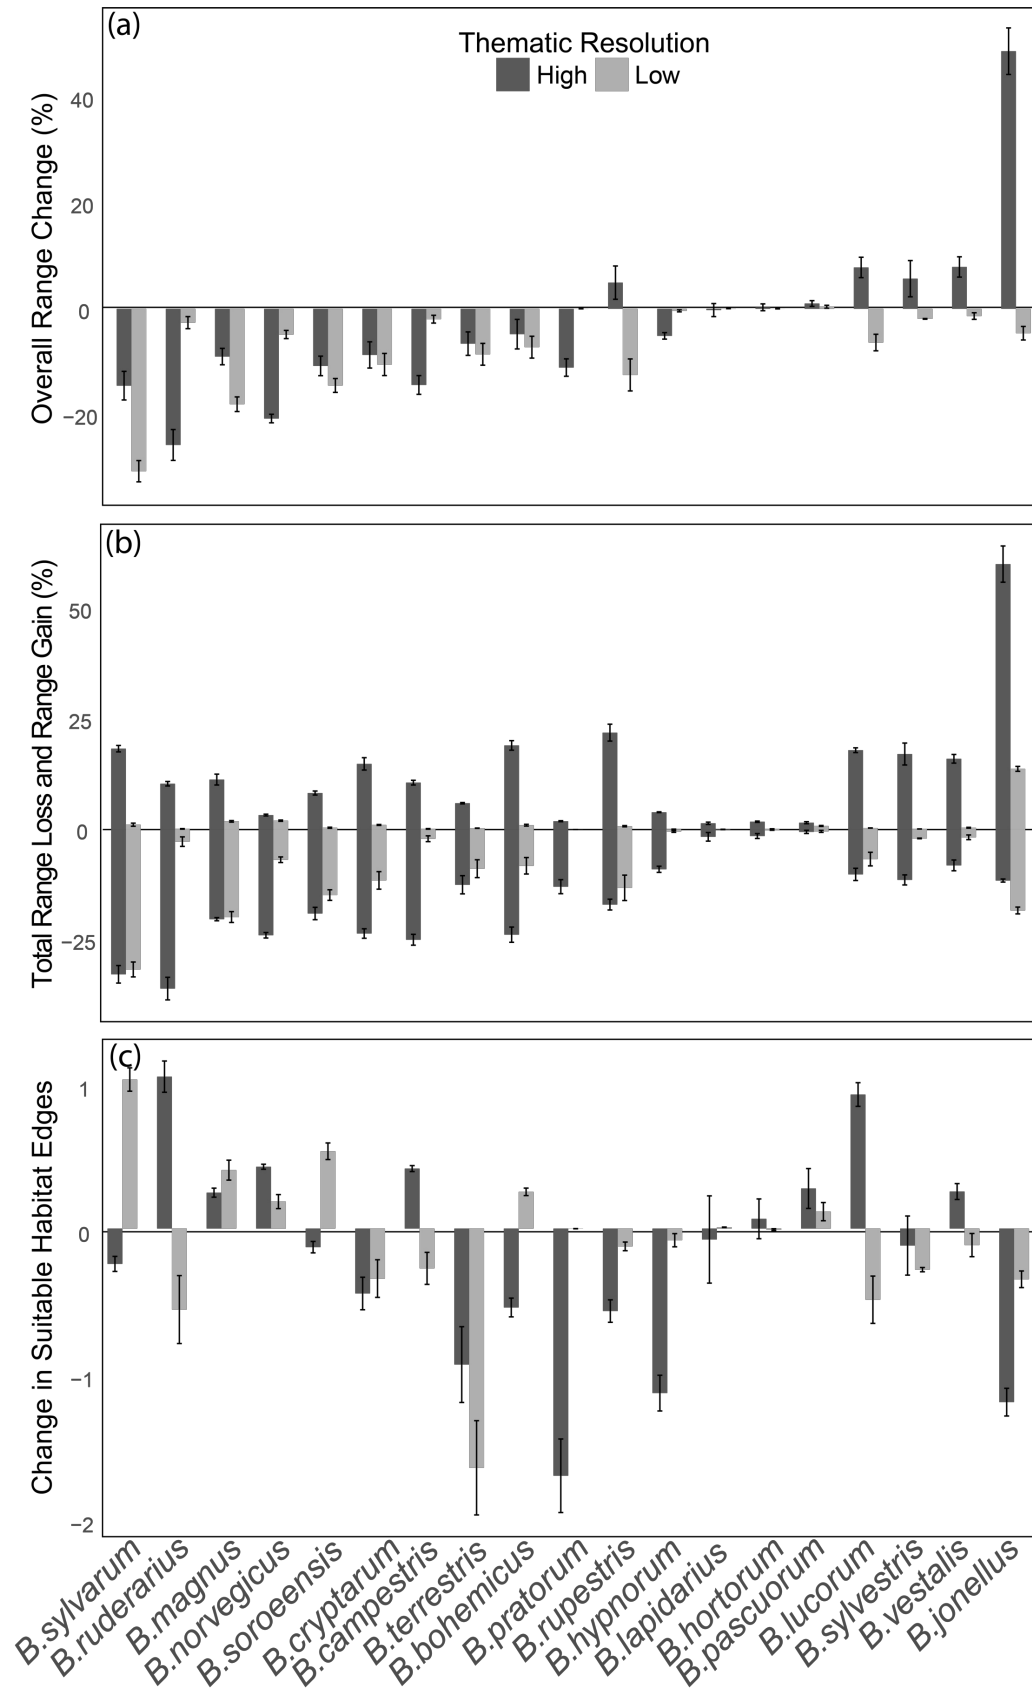 (a)
Thematic Resolution
High Low
Overall Range Change (%)
40
20
0
−20
(b)
Total Range Loss and Range Gain (%)
50
25
0
−25
(c)
Change in Suitable Habitat Edges
1
0
−1
−2
B.sylvarum
B.ruderarius
B.magnus
B.norvegicus
B.soroeensis
B.cryptarum
B.campestris
B.terrestris
B.bohemicus
B.pratorum
B.rupestris
B.hypnorum
B.lapidarius
B.hortorum
B.pascuorum
B.lucorum
B.sylvestris
B.vestalis
B.jonellus